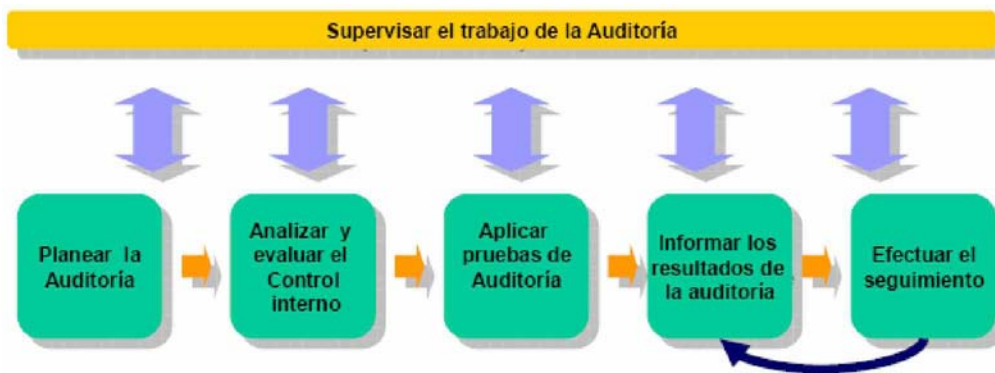 Supervisar el trabajo de la Auditoría
Planear la
Auditoría
Analizar y
evaluar el
Control
interno
Aplicar
pruebas de
Auditoría
Informar los
resultados de
la auditoría
Efectuar el
seguimiento